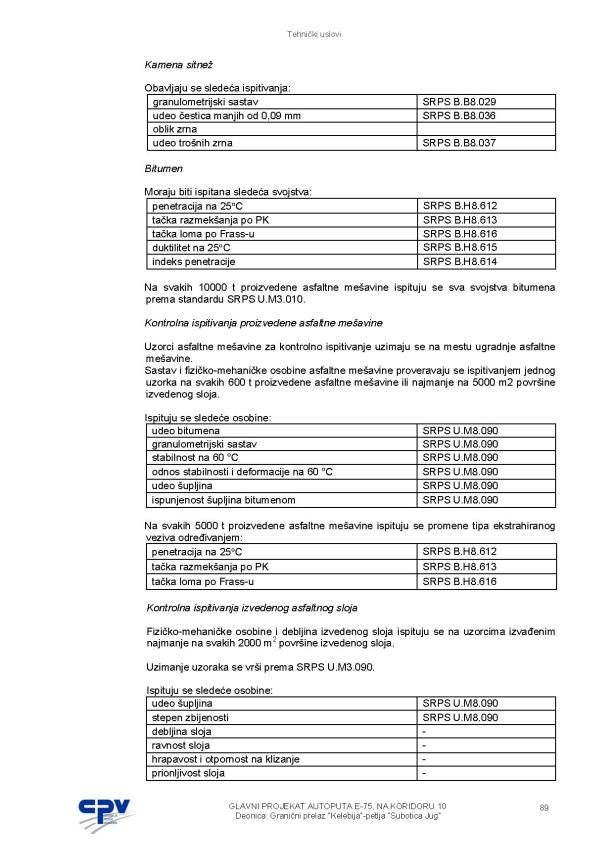 Tehnički uslovi
Kamena sitnež
Obavljaju se sledeća ispitivanja:
granulometrijski sastav SRPS B.B8.029
udeo čestica manjih od 0,09 mm SRPS B.B8.036
oblik zrna
udeo trošnih zrna SRPS B.B8.037
Bitumen
Moraju biti ispitana sledeća svojstva:
penetracija na 25°C SRPS B.H8.612
tačka razmekšanja po PK SRPS B.H8.613
tačka loma po Frass-u SRPS B.H8.616
duktilitet na 25°C SRPS B.H8.615
indeks penetracije SRPS B.H8.614
Na svakih 10000 t proizvedene asfaltne mešavine ispituju se sva svojstva bitumena
prema standardu SRPS U.M3.010.
Kontrolna ispitivanja proizvedene asfaltne mešavine
Uzorci asfaltne mešavine za kontrolno ispitivanje uzimaju se na mestu ugradnje asfaltne
mešavine.
Sastav i fizičko-mehaničke osobine asfaltne mešavine proveravaju se ispitivanjem jednog
uzorka na svakih 600 t proizvedene asfaltne mešavine ili najmanje na 5000 m2 površine
izvedenog sloja.
Ispituju se sledeće osobine:
udeo bitumena SRPS U.M8.090
granulometrijski sastav SRPS U.M8.090
stabilnost na 60 °C SRPS U.M8.090
odnos stabilnosti i deformacije na 60 °C SRPS U.M8.090
udeo šupljina SRPS U.M8.090
ispunjenost šupljina bitumenom SRPS U.M8.090
Na svakih 5000 t proizvedene asfaltne mešavine ispituju se promene tipa ekstrahiranog
veziva određivanjem:
penetracija na 25°C SRPS B.H8.612
tačka razmekšanja po PK SRPS B.H8.613
tačka loma po Frass-u SRPS B.H8.616
Kontrolna ispitivanja izvedenog asfaltnog sloja
Fizičko-mehaničke osobine i debljina izvedenog sloja ispituju se na uzorcima izvađenim
najmanje na svakih 2000 m² površine izvedenog sloja.
Uzimanje uzoraka se vrši prema SRPS U.M3.090.
Ispituju se sledeće osobine:
udeo šupljina SRPS U.M8.090
stepen zbijenosti SRPS U.M8.090
debljina sloja -
ravnost sloja -
hrapavost i otpornost na klizanje -
prionljivost sloja -
CPV
GLAVNI PROJEKAT AUTOPUTA E-75, NA KORIDORU 10 89
Deonica: Granični prelaz "Kelebija"-petlja "Subotica Jug"